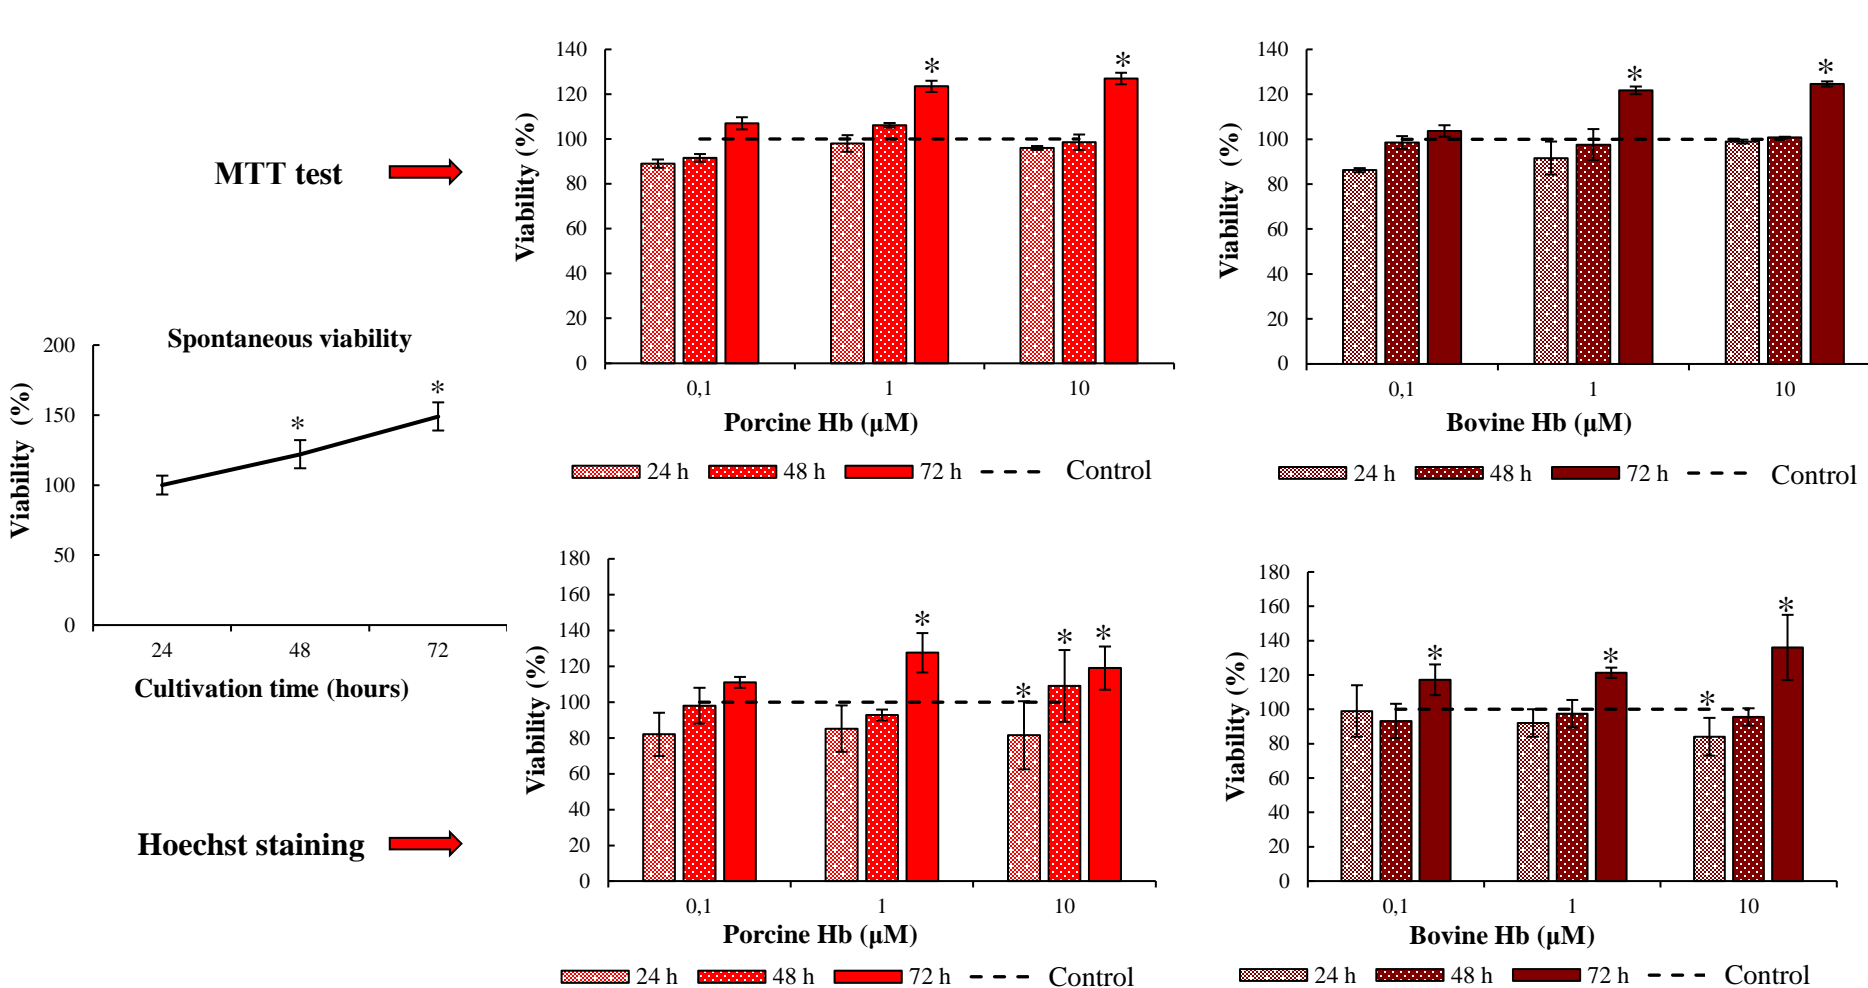 MTT test
Spontaneous viability
Viability (%)
200
150
100
50
0
24 48 72
Cultivation time (hours)
Hoechst staining
Viability (%)
140
120
100
80
60
40
20
0
* *
0,1 1 10
Porcine Hb (µM)
24 h 48 h 72 h Control
Viability (%)
140
120
100
80
60
40
20
0
* *
0,1 1 10
Bovine Hb (µM)
24 h 48 h 72 h Control
* *
Viability (%)
180
160
140
120
100
80
60
40
20
0
* * * *
0,1 1 10
Porcine Hb (µM)
24 h 48 h 72 h Control
Viability (%)
180
160
140
120
100
80
60
40
20
0
* * * *
0,1 1 10
Bovine Hb (µM)
24 h 48 h 72 h Control